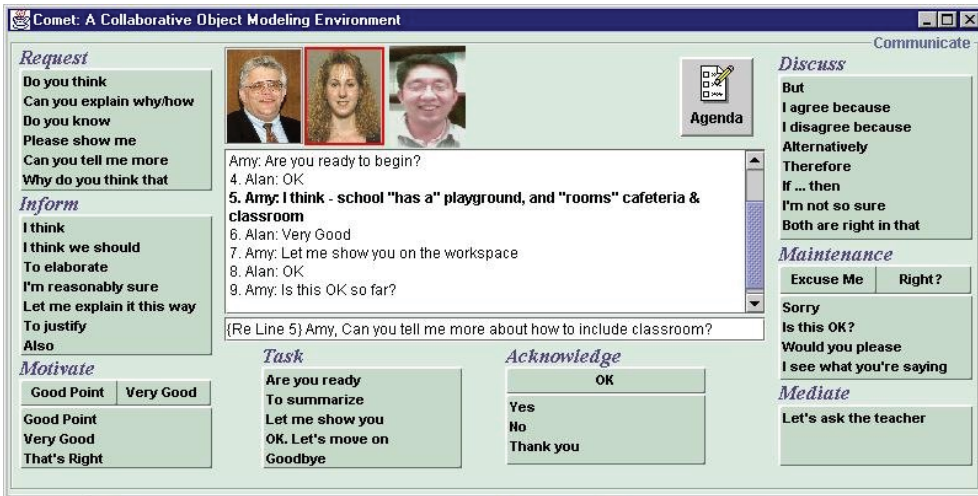 Comet: A Collaborative Object Modeling Environment
Communicate
Request
Do you think
Can you explain why/how
Do you know
Please show me
Can you tell me more
Why do you think that
Inform
I think
I think we should
To elaborate
I'm reasonably sure
Let me explain it this way
To justify
Also
Motivate
Good Point
Very Good
Good Point
Very Good
That's Right
Agenda
Amy: Are you ready to begin?
4. Alan: OK
5. Amy: I think - school "has a" playground, and "rooms" cafeteria &
classroom
6. Alan: Very Good
7. Amy: Let me show you on the workspace
8. Alan: OK
9. Amy: Is this OK so far?
{Re Line 5} Amy, Can you tell me more about how to include classroom?
Task
Are you ready
To summarize
Let me show you
OK. Let's move on
Goodbye
Acknowledge
OK
Yes
No
Thank you
Discuss
But
I agree because
I disagree because
Alternatively
Therefore
If ... then
I'm not so sure
Both are right in that
Maintenance
Excuse Me
Right?
Sorry
Is this OK?
Would you please
I see what you're saying
Mediate
Let's ask the teacher